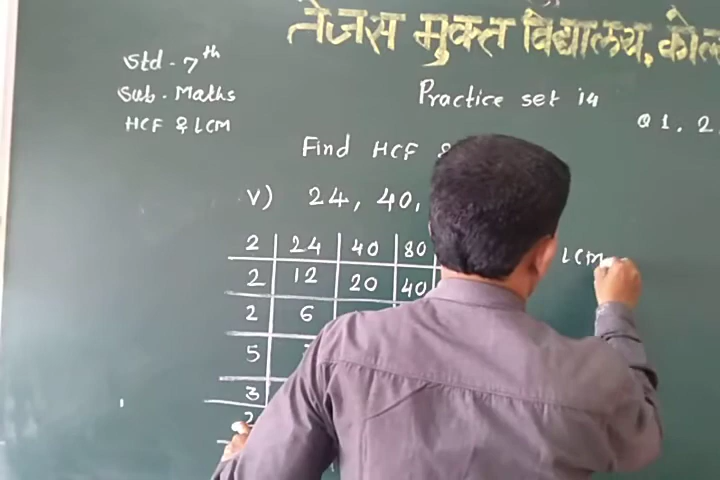 तेजस मुक्त विद्यालय,
Std - 7th
Sub - Maths
HCF & LCM
Practice set 14
Q 1, 2,
Find HCF
v) 24, 40,
2 24 40 80
2 12 20 40
2 6
5
3
2
LCM